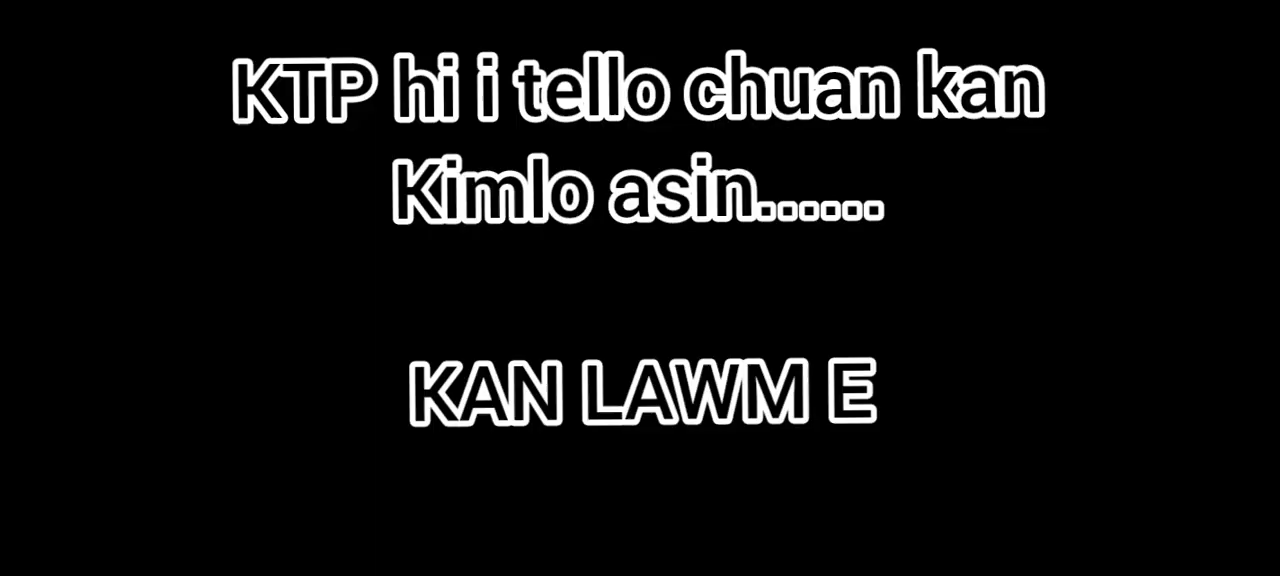 KTP hi i tello chuan kan
Kimlo asin......
KAN LAWM E